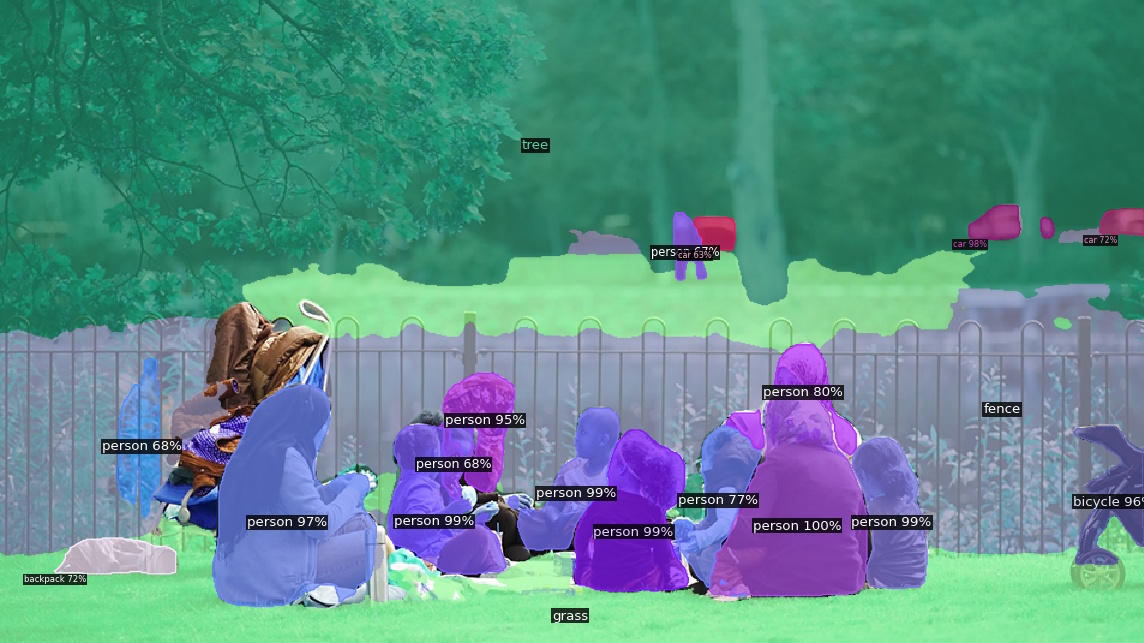 tree
person 67%
car 63%
car 98%
car 72%
person 80%
person 95%
fence
person 68%
person 68%
person 99%
person 77%
bicycle 96%
person 97%
person 99%
person 99%
person 100%
person 99%
backpack 72%
grass